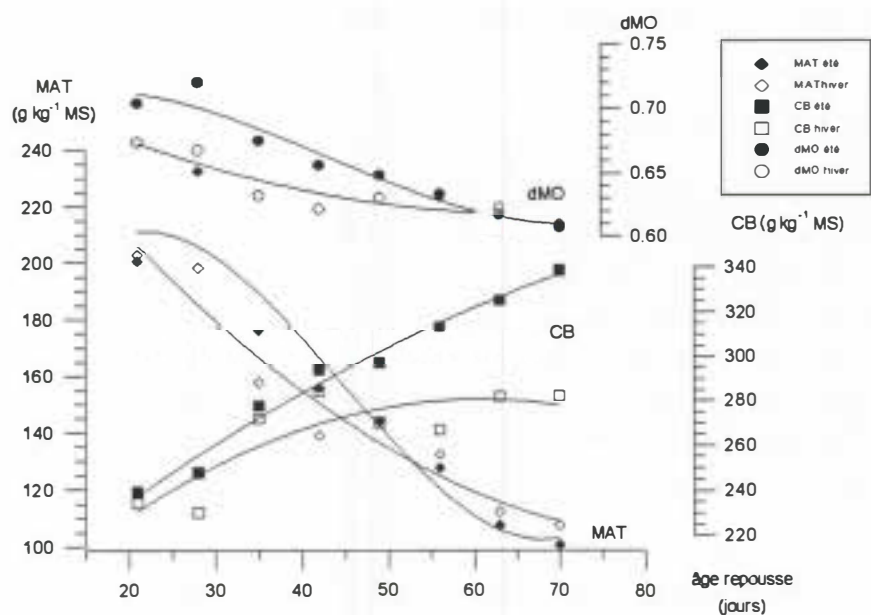 dMO
0.75
0.70
0.65
0.60
MAT
(g kg⁻¹ MS)
240
220
200
180
160
140
120
100
MAT été
MAT hiver
CB été
CB hiver
dMO été
dMO hiver
dMO
CB (g kg⁻¹ MS)
340
320
300
280
260
240
220
CB
MAT
20
30
40
50
60
70
80
âge repousse
(jours)